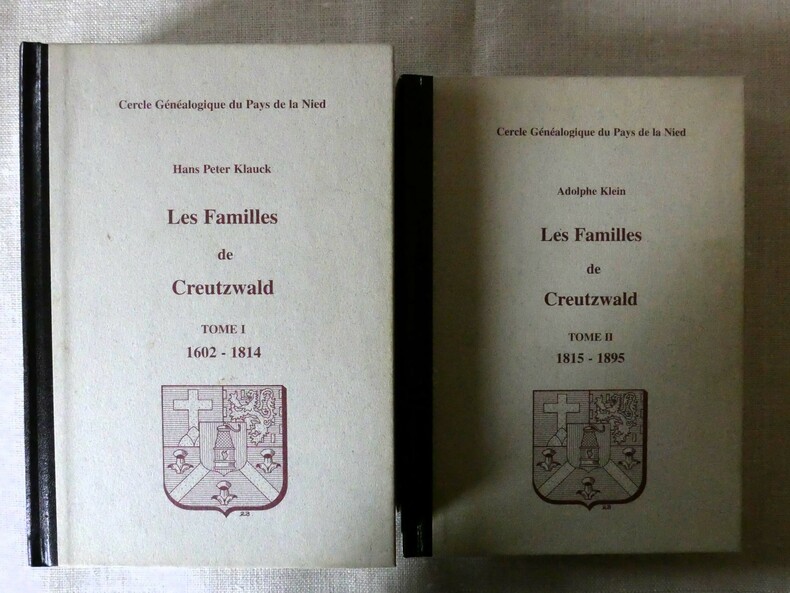 Cercle Généalogique du Pays de la Nied
Hans Peter Klauck
Les Familles
de
Creutzwald
TOME I
1602 - 1814
Cercle Généalogique du Pays de la Nied
Adolphe Klein
Les Familles
de
Creutzwald
TOME II
1815 - 1895